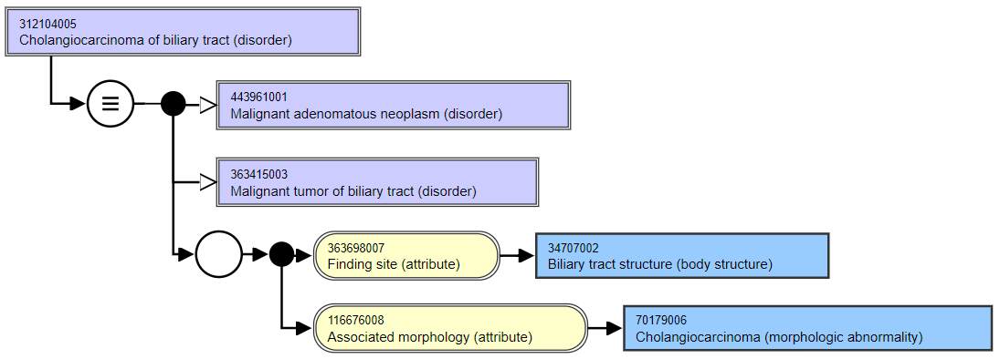 312104005
Cholangiocarcinoma of biliary tract (disorder)
443961001
Malignant adenomatous neoplasm (disorder)
363415003
Malignant tumor of biliary tract (disorder)
363698007
Finding site (attribute)
34707002
Biliary tract structure (body structure)
116676008
Associated morphology (attribute)
70179006
Cholangiocarcinoma (morphologic abnormality)